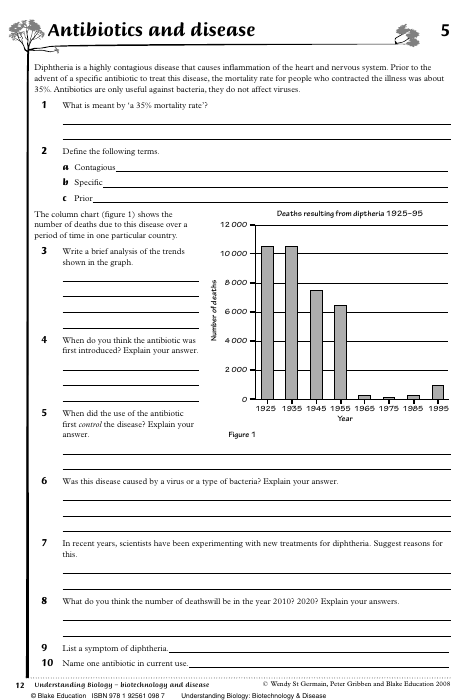 Antibiotics and disease
5
Diphtheria is a highly contagious disease that causes inflammation of the heart and nervous system. Prior to the
advent of a specific antibiotic to treat this disease, the mortality rate for people who contracted the illness was about
35%. Antibiotics are only useful against bacteria, they do not affect viruses.
1 What is meant by ‘a 35% mortality rate’?
2 Define the following terms.
a Contagious
b Specific
c Prior
The column chart (figure 1) shows the
number of deaths due to this disease over a
period of time in one particular country.
3 Write a brief analysis of the trends
shown in the graph.
4 When do you think the antibiotic was
first introduced? Explain your answer.
5 When did the use of the antibiotic
first control the disease? Explain your
answer.
Deaths resulting from diptheria 1925–95
Number of deaths
12 000
10 000
8 000
6 000
4 000
2 000
0
1925 1935 1945 1955 1965 1975 1985 1995
Year
Figure 1
6 Was this disease caused by a virus or a type of bacteria? Explain your answer.
7 In recent years, scientists have been experimenting with new treatments for diphtheria. Suggest reasons for
this.
8 What do you think the number of deathswill be in the year 2010? 2020? Explain your answers.
9 List a symptom of diphtheria.
10 Name one antibiotic in current use.
12 Understanding Biology – biotechnology and disease © Wendy St Germain, Peter Gribben and Blake Education 2008
© Blake Education ISBN 978 1 92561 098 7 Understanding Biology: Biotechnology & Disease